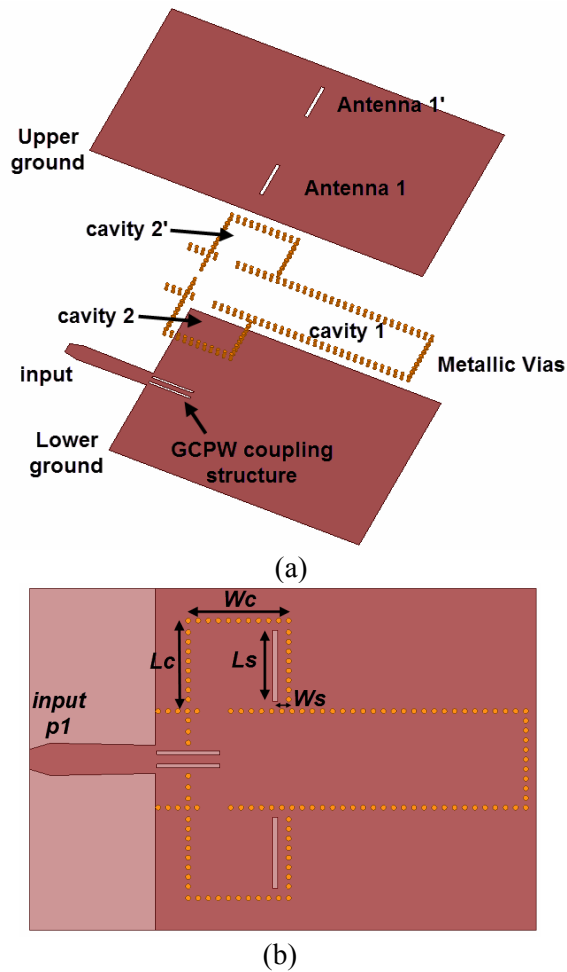 Antenna 1'
Upper
ground
Antenna 1
cavity 2'
cavity 2
cavity 1
Metallic Vias
input
Lower
ground
GCPW coupling
structure
(a)
Wc
Lc
Ls
Ws
input
p1
(b)